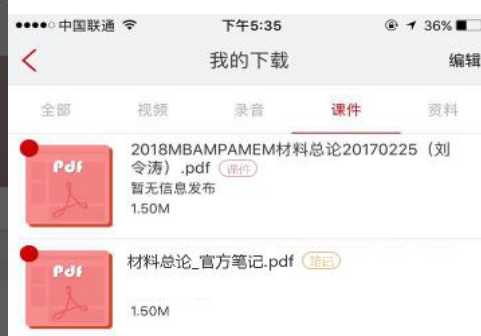 中国联通 下午5:35 36%
我的下载 编辑
全部 视频 录音 课件 资料
Pdf
2018MBAMPAMEM材料总论20170225（刘
令涛）.pdf 课件
暂无信息发布
1.50M
Pdf
材料总论_官方笔记.pdf 笔记
1.50M